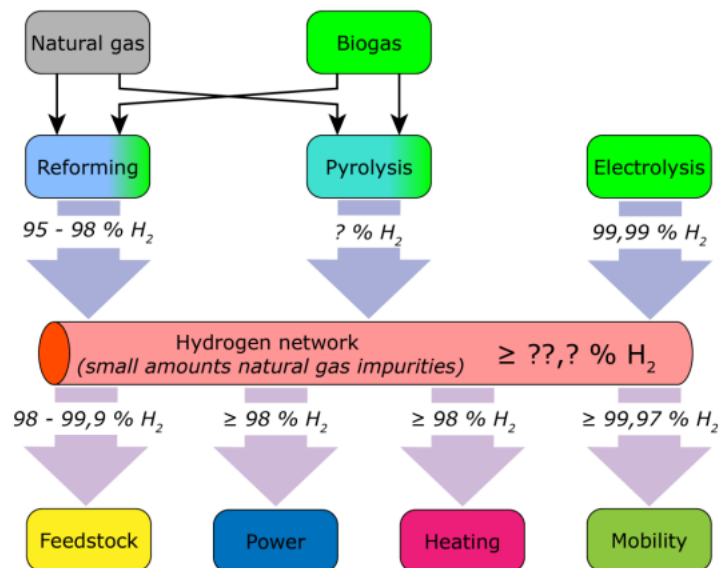 Natural gas
Biogas
Reforming
Pyrolysis
Electrolysis
95 - 98 % H₂
? % H₂
99,99 % H₂
Hydrogen network
(small amounts natural gas impurities)
≥ ??,? % H₂
98 - 99,9 % H₂
≥ 98 % H₂
≥ 98 % H₂
≥ 99,97 % H₂
Feedstock
Power
Heating
Mobility